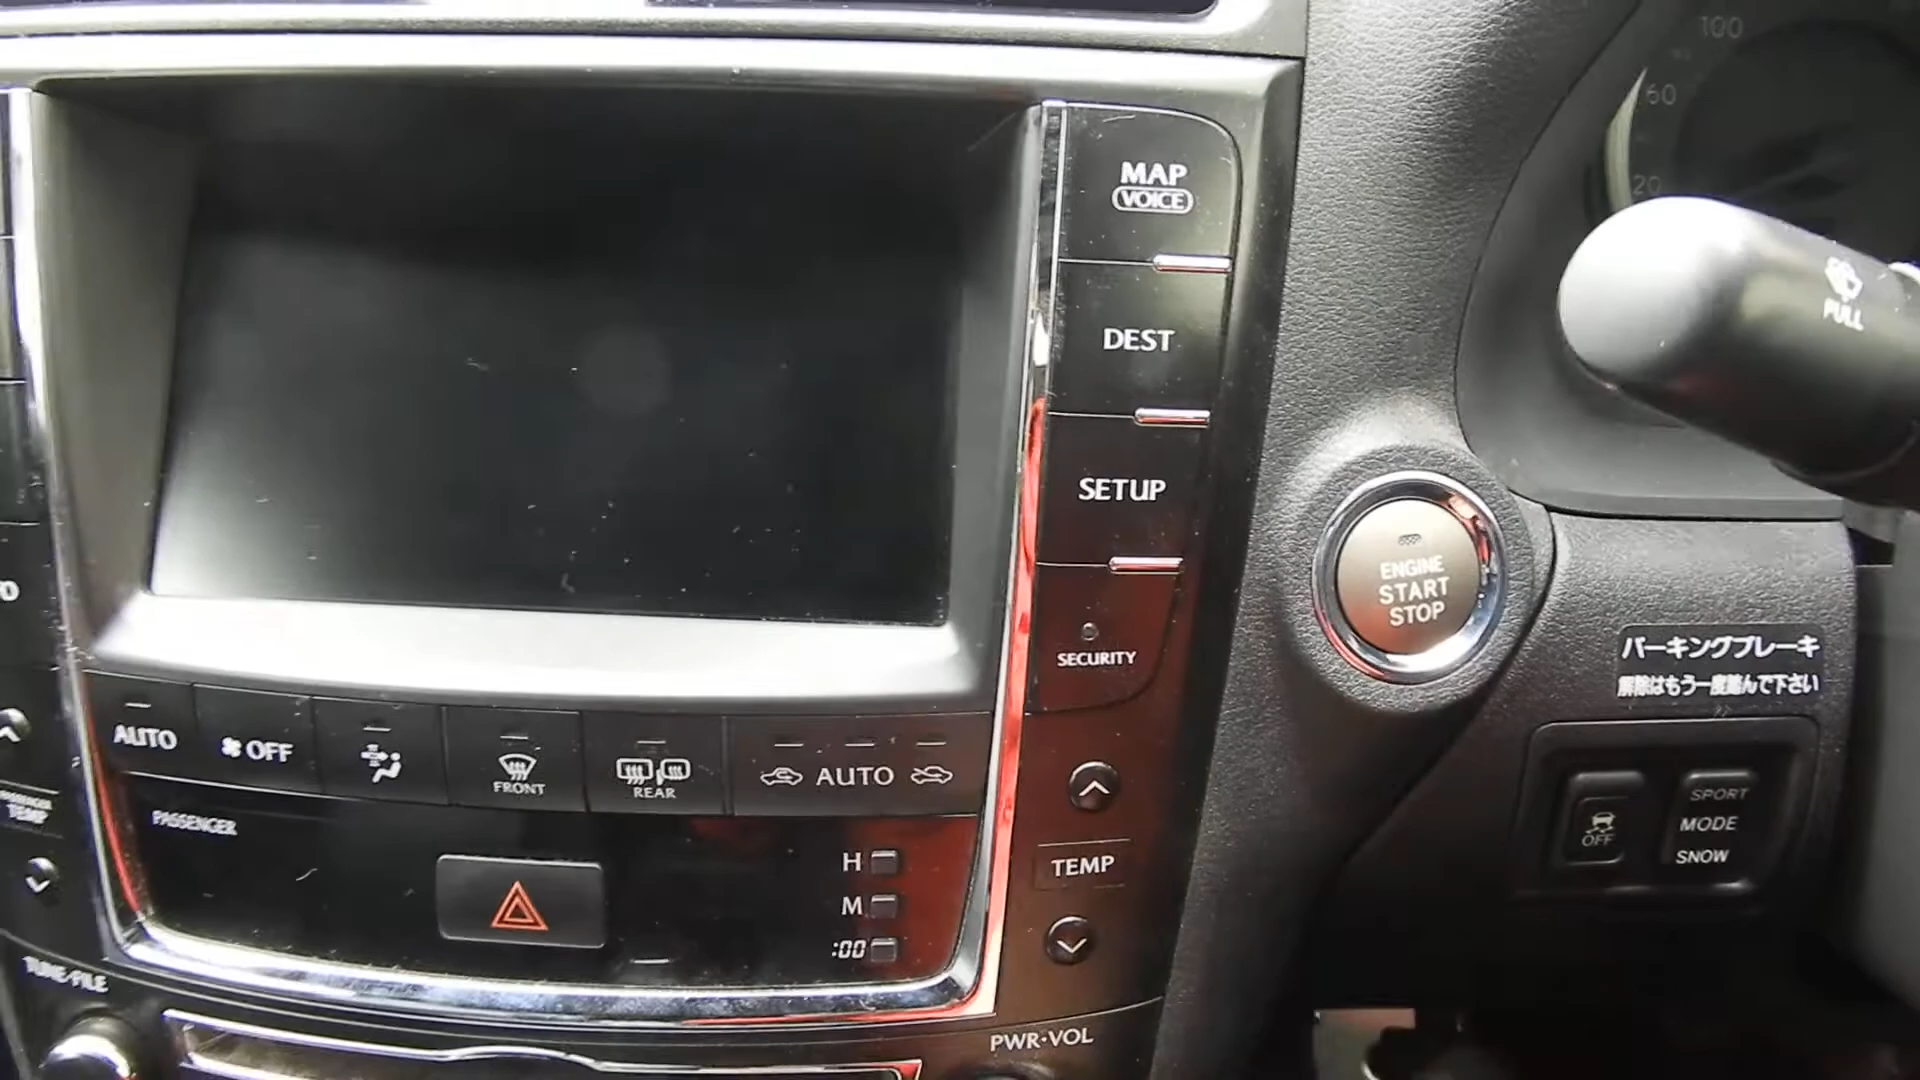 100
60
20
MAP
VOICE
PULL
DEST
SETUP
ENGINE
START
STOP
SECURITY
パーキングブレーキ
解除はもう一度踏んで下さい
AUTO
OFF
FRONT
REAR
AUTO
PASSENGER
TEMP
H
M
:00
TEMP
OFF
SPORT
MODE
SNOW
TUNE・FILE
PWR・VOL